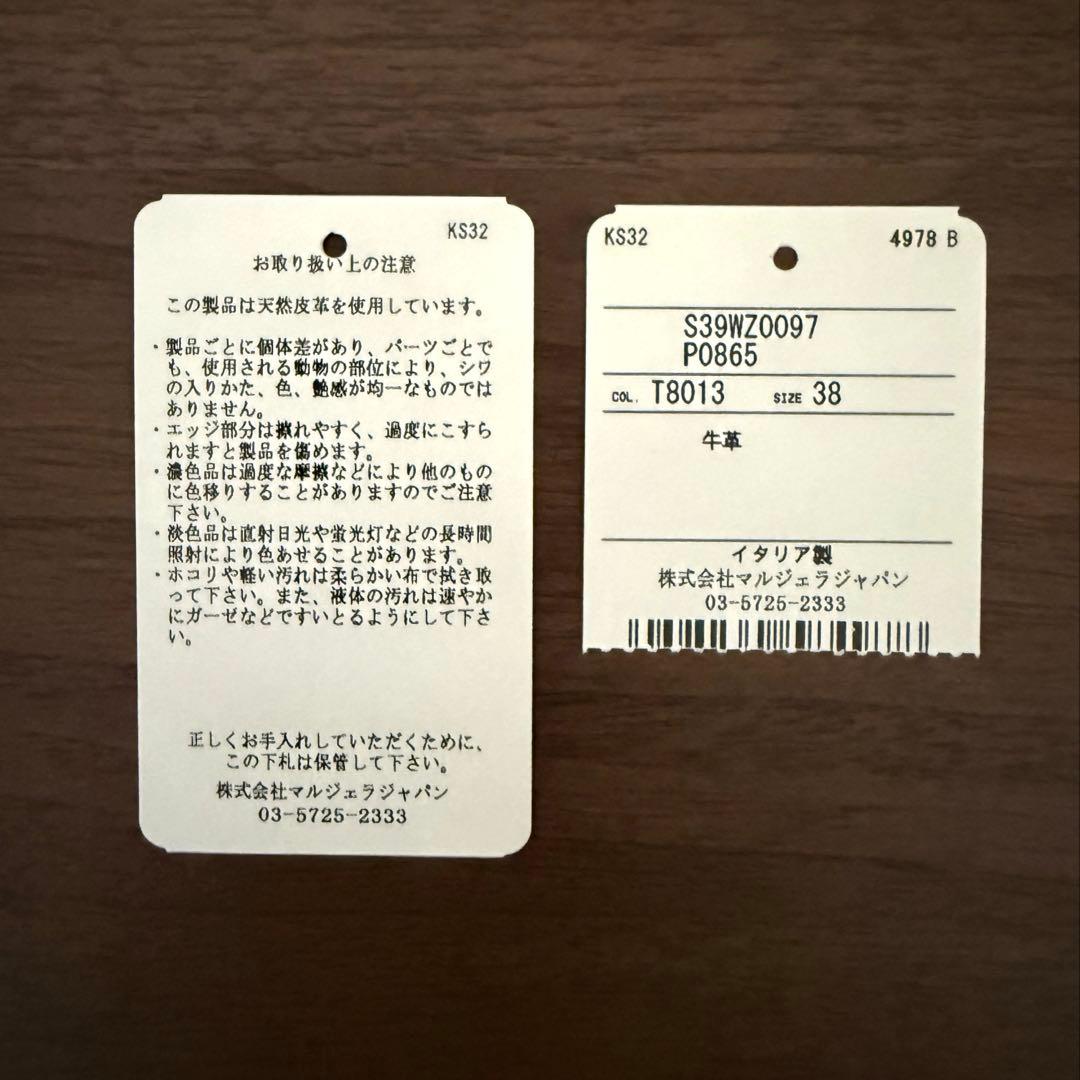 KS32
お取り扱い上の注意
この製品は天然皮革を使用しています。
・製品ごとに個体差があり、パーツごとで
も、使用される動物の部位により、シワ
の入りかた、色、艶感が均一なものでは
ありません。
・エッジ部分は擦れやすく、過度にこすら
れますと製品を傷めます。
・濃色品は過度な摩擦などにより他のもの
に色移りすることがありますのでご注意
下さい。
・淡色品は直射日光や蛍光灯などの長時間
照射により色あせることがあります。
・ホコリや軽い汚れは柔らかい布で拭き取
って下さい。また、液体の汚れは速やか
にガーゼなどですいとるようにして下さ
い。
正しくお手入れしていただくために、
この下札は保管して下さい。
株式会社マルジェラジャパン
03-5725-2333
KS32 4978 B
S39WZ0097
P0865
COL. T8013 SIZE 38
牛革
イタリア製
株式会社マルジェラジャパン
03-5725-2333